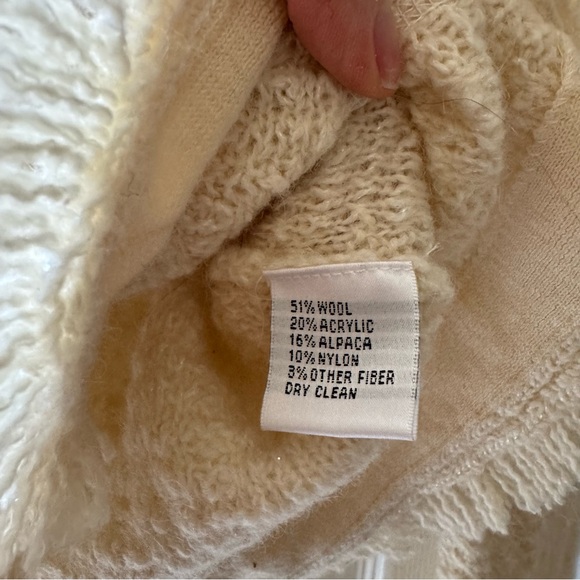 51% WOOL
20% ACRYLIC
16% ALPACA
10% NYLON
3% OTHER FIBER
DRY CLEAN